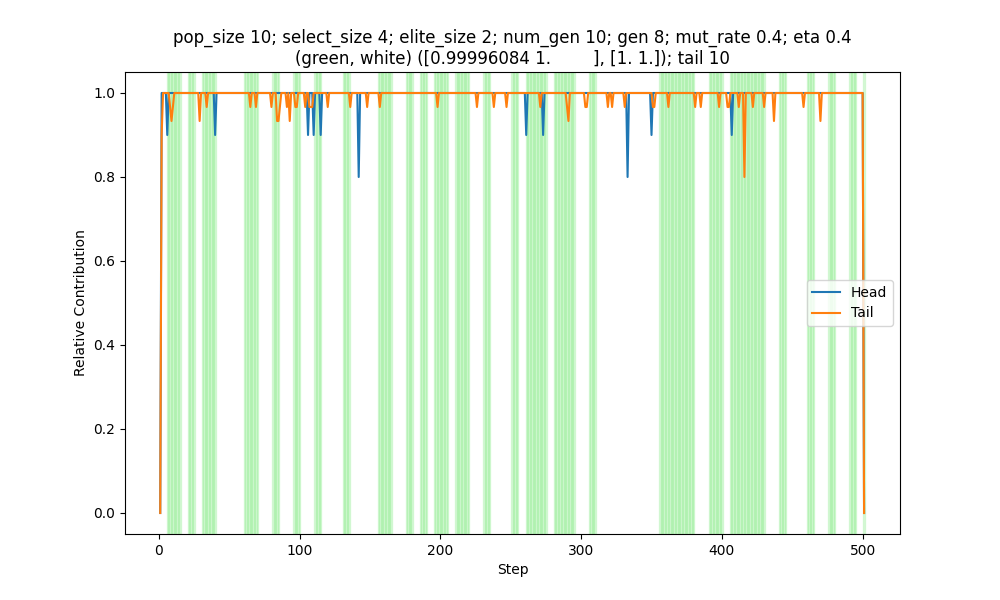 pop_size 10; select_size 4; elite_size 2; num_gen 10; gen 8; mut_rate 0.4; eta 0.4
(green, white) ([0.99996084 1.         ], [1. 1.]); tail 10
1.0
0.8
0.6
0.4
0.2
0.0
Relative Contribution
Head
Tail
0
100
200
300
400
500
Step